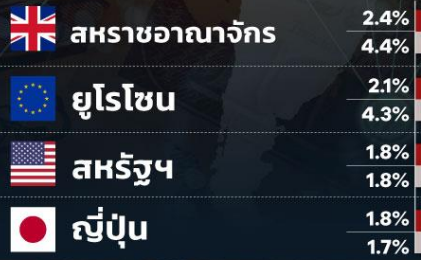 สหราชอาณาจักร
2.4%
4.4%
ยูโรโซน
2.1%
4.3%
สหรัฐฯ
1.8%
1.8%
ญี่ปุ่น
1.8%
1.7%